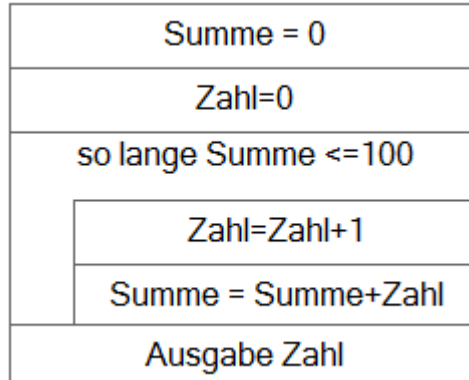 Summe = 0
Zahl=0
so lange Summe <=100
Zahl=Zahl+1
Summe = Summe+Zahl
Ausgabe Zahl